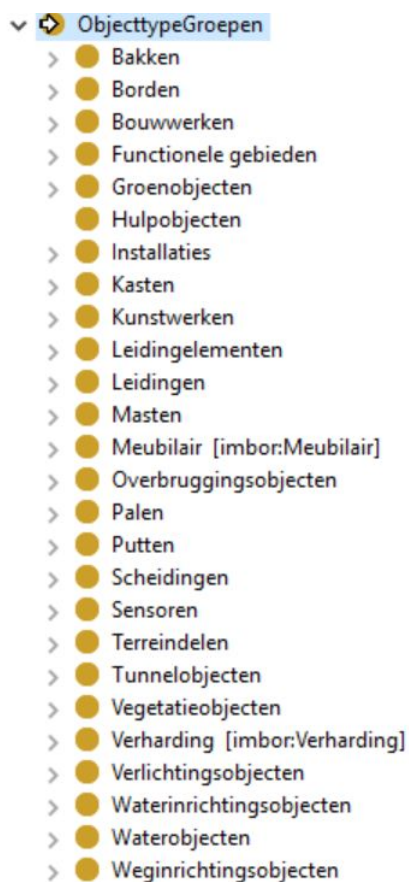 ObjecttypeGroepen
Bakken
Borden
Bouwwerken
Functionele gebieden
Groenobjecten
Hulpobjecten
Installaties
Kasten
Kunstwerken
Leidingelementen
Leidingen
Masten
Meubilair [imbor:Meubilair]
Overbruggingsobjecten
Palen
Putten
Scheidingen
Sensoren
Terreindelen
Tunnelobjecten
Vegetatieobjecten
Verharding [imbor:Verharding]
Verlichtingsobjecten
Waterinrichtingsobjecten
Waterobjecten
Weginrichtingsobjecten